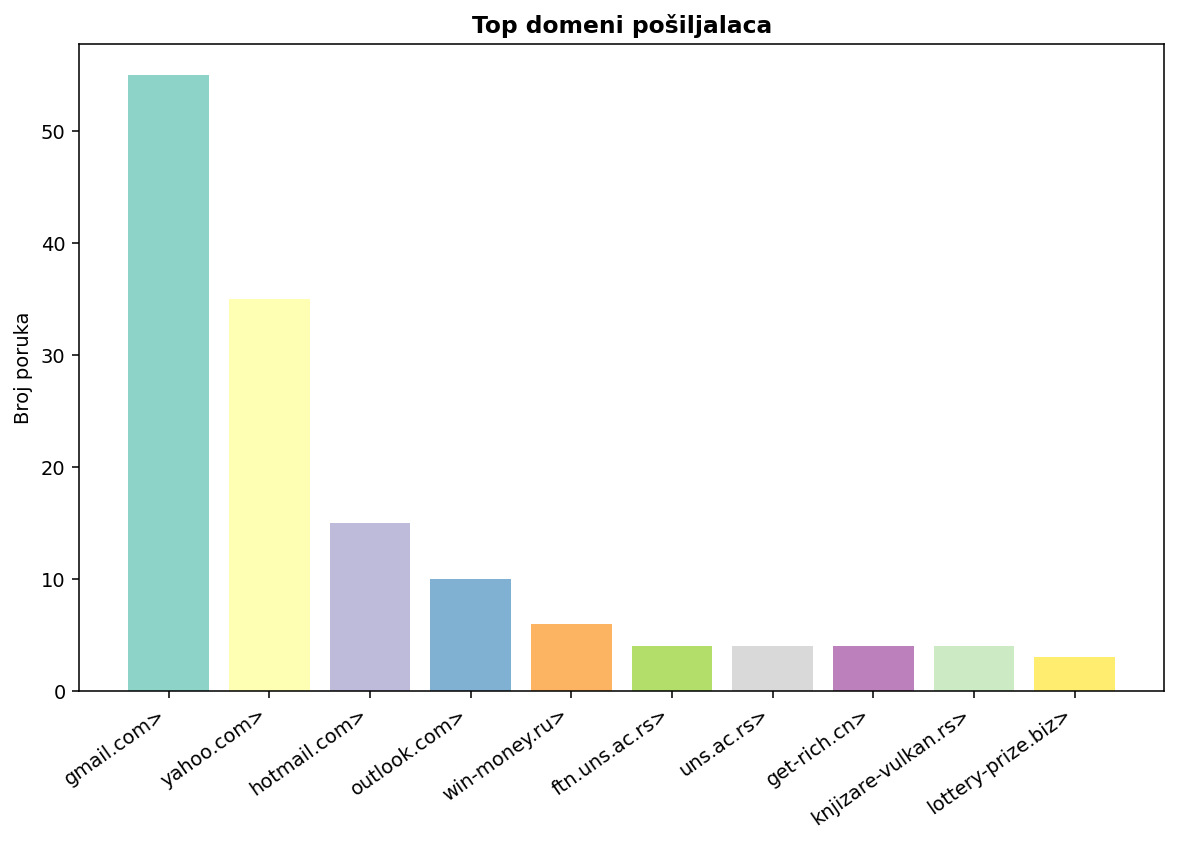 Top domeni pošiljalaca
Broj poruka
50
40
30
20
10
0
gmail.com>
yahoo.com>
hotmail.com>
outlook.com>
win-money.ru>
ftn.uns.ac.rs>
uns.ac.rs>
get-rich.cn>
knjizare-vulkan.rs>
lottery-prize.biz>